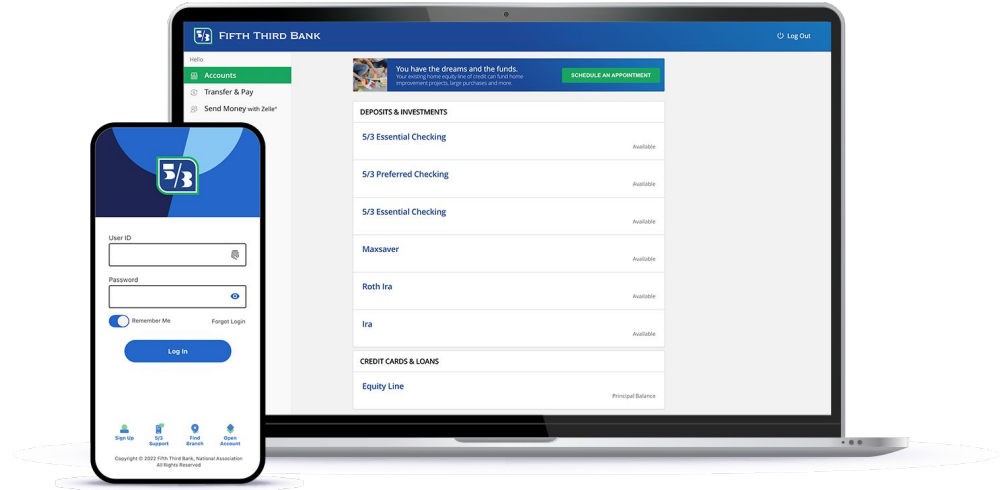 5/3 FIFTH THIRD BANK
Log Out
Hello
Accounts
Transfer & Pay
Send Money with Zelle®
You have the dreams and the funds.
Your existing home equity line of credit can fund home
improvement projects, large purchases and more.
SCHEDULE AN APPOINTMENT
DEPOSITS & INVESTMENTS
5/3 Essential Checking
Available
5/3 Preferred Checking
Available
5/3 Essential Checking
Available
Maxsaver
Available
Roth Ira
Available
Ira
Available
CREDIT CARDS & LOANS
Equity Line
Principal Balance
5/3
User ID
Password
Remember Me
Forgot Login
Log In
Sign Up
5/3
Support
Find
Branch
Open
Account
Copyright © 2022 Fifth Third Bank, National Association
All Rights Reserved